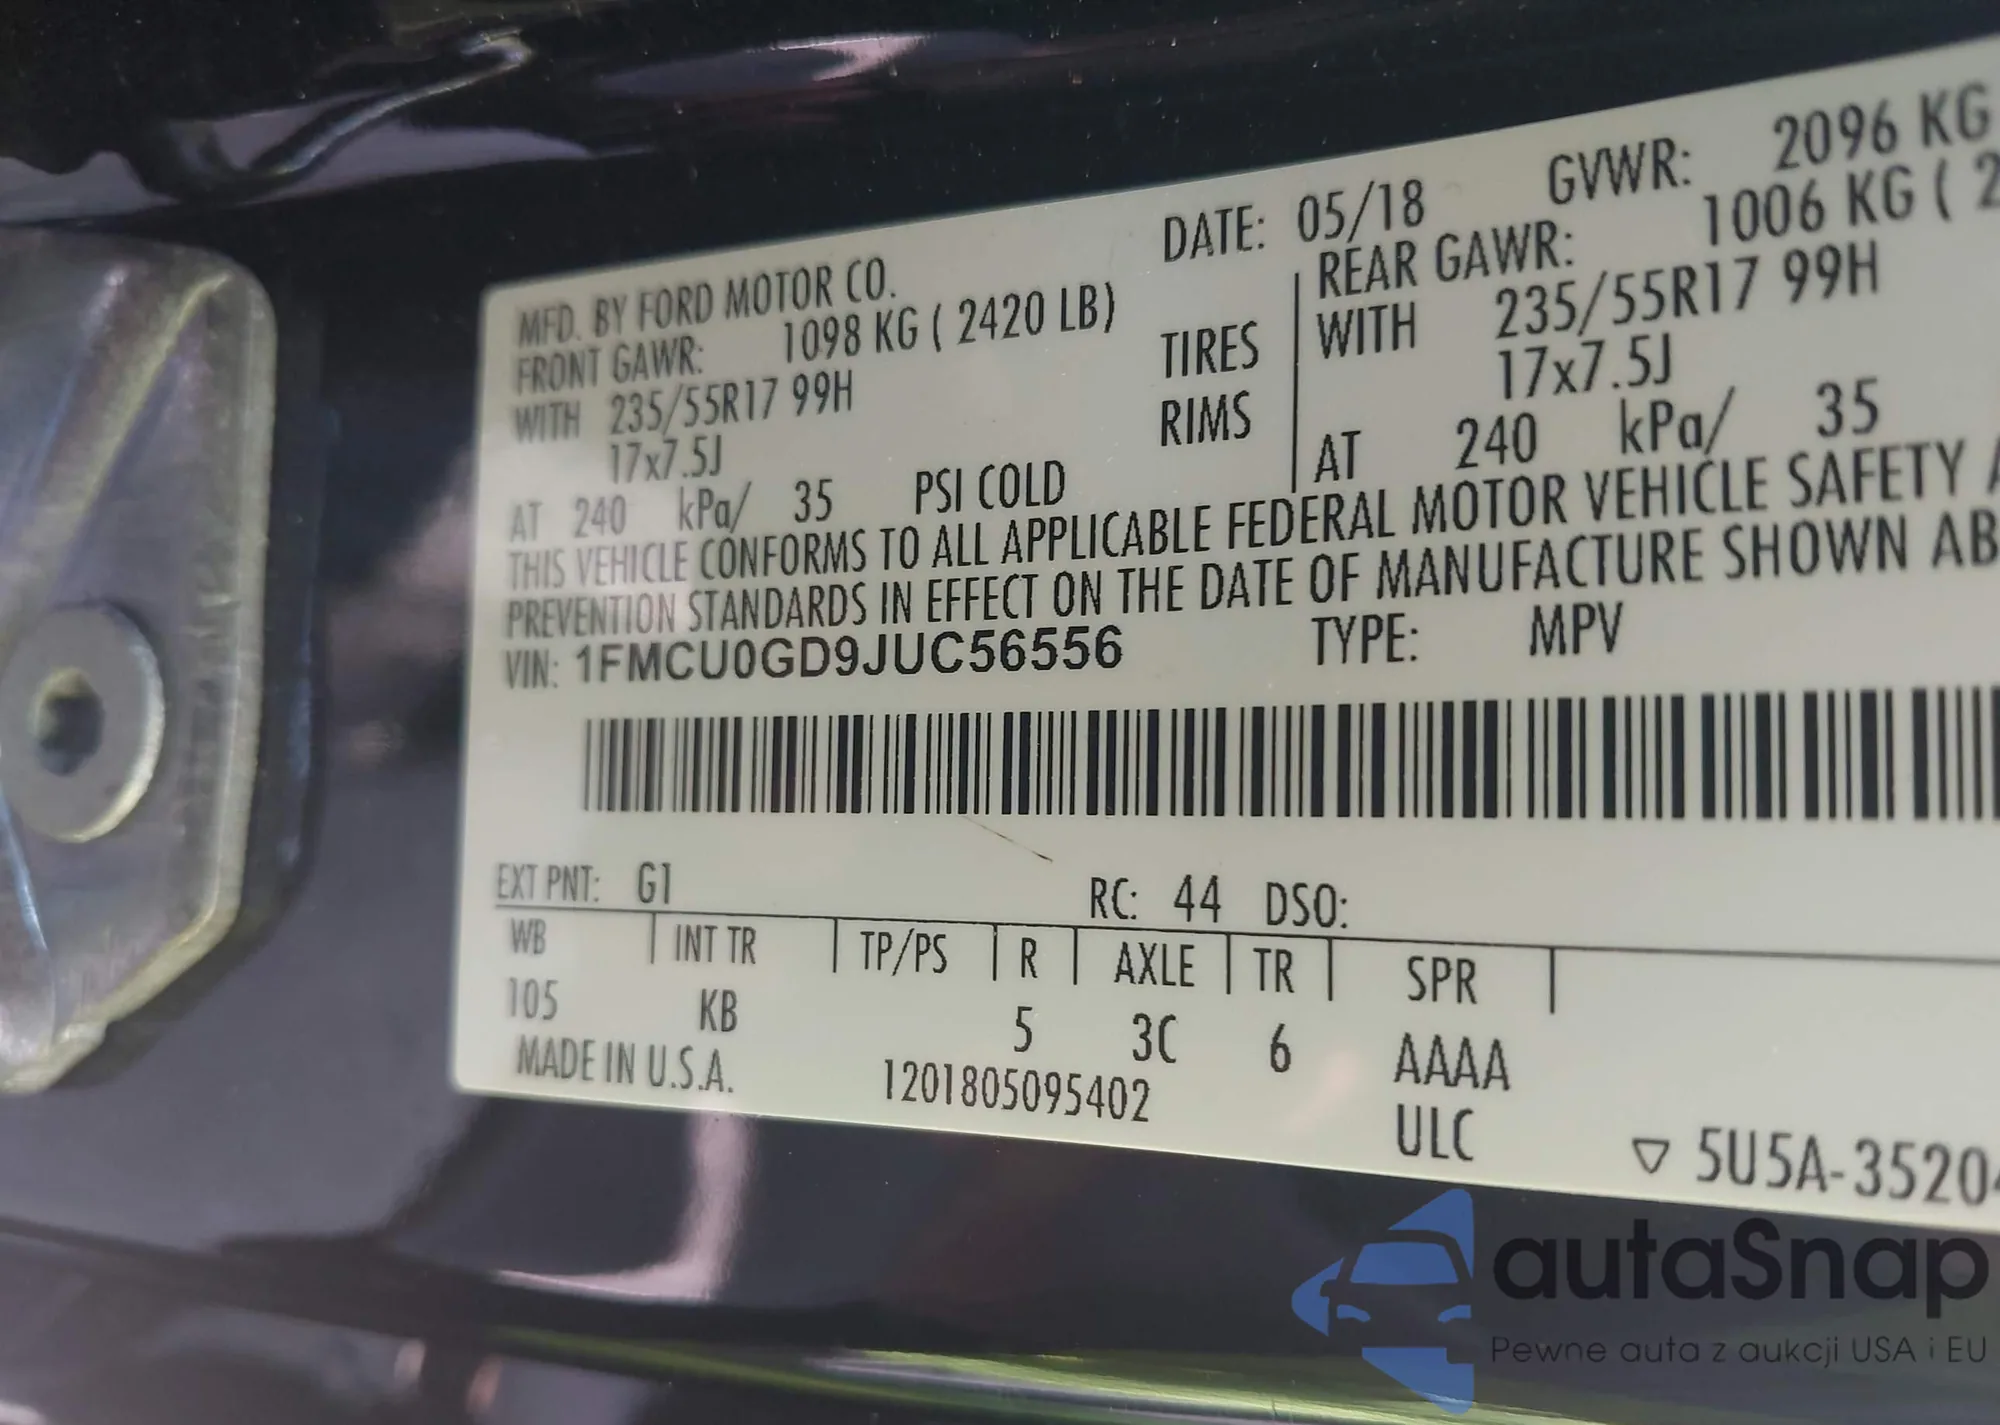 DATE: 05/18 GVWR: 2096 KG
MFD. BY FORD MOTOR CO.
FRONT GAWR: 1098 KG ( 2420 LB) REAR GAWR: 1006 KG ( 2
WITH 235/55R17 99H TIRES WITH 235/55R17 99H
17x7.5J RIMS 17x7.5J
AT 240 kPa/ 35 PSI COLD AT 240 kPa/ 35
THIS VEHICLE CONFORMS TO ALL APPLICABLE FEDERAL MOTOR VEHICLE SAFETY A
PREVENTION STANDARDS IN EFFECT ON THE DATE OF MANUFACTURE SHOWN AB
VIN: 1FMCU0GD9JUC56556 TYPE: MPV
EXT PNT: G1 RC: 44 DSO:
WB INT TR TP/PS R AXLE TR SPR
105 KB 5 3C 6 AAAA
MADE IN U.S.A. 1201805095402 ULC
▽ 5U5A-35204
autaSnap
Pewne auta z aukcji USA i EU